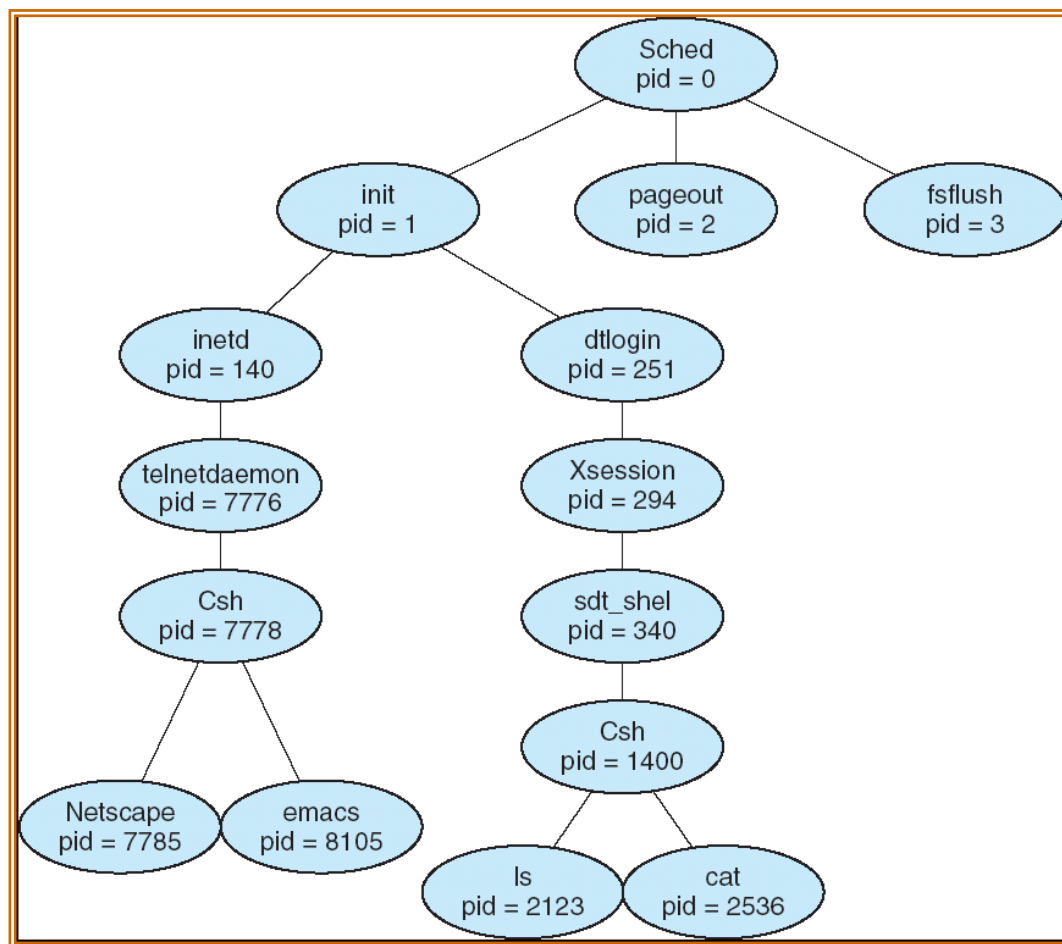 Sched
pid = 0
init
pid = 1
pageout
pid = 2
fsflush
pid = 3
inetd
pid = 140
dtlogin
pid = 251
telnetdaemon
pid = 7776
Xsession
pid = 294
Csh
pid = 7778
sdt_shel
pid = 340
Csh
pid = 1400
Netscape
pid = 7785
emacs
pid = 8105
ls
pid = 2123
cat
pid = 2536